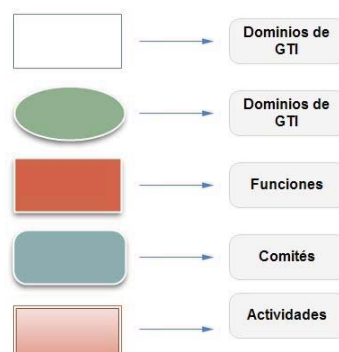 Dominios de
GTI
Dominios de
GTI
Funciones
Comités
Actividades